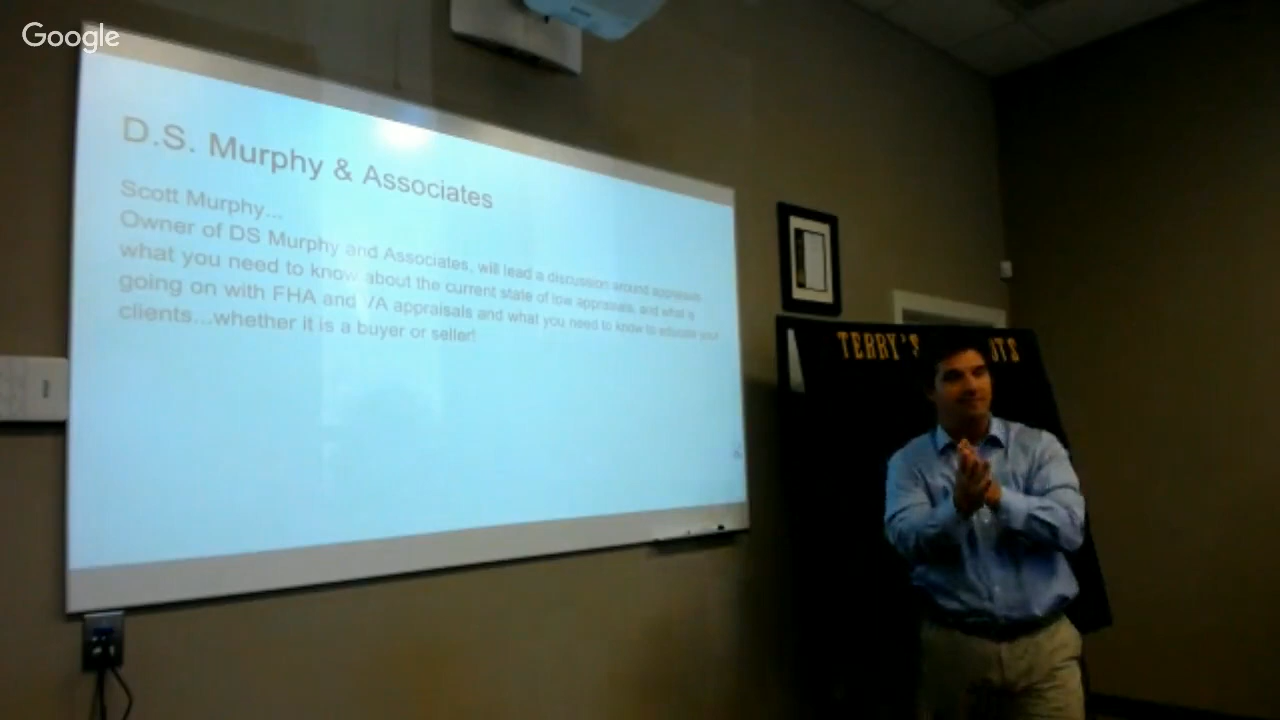 Google
D.S. Murphy & Associates
Scott Murphy...
Owner of DS Murphy and Associates, will lead a discussion around appraisals
what you need to know about the current state of low appraisals, and what is
going on with FHA and VA appraisals and what you need to know to educate your
clients...whether it is a buyer or seller!
TERRY'S